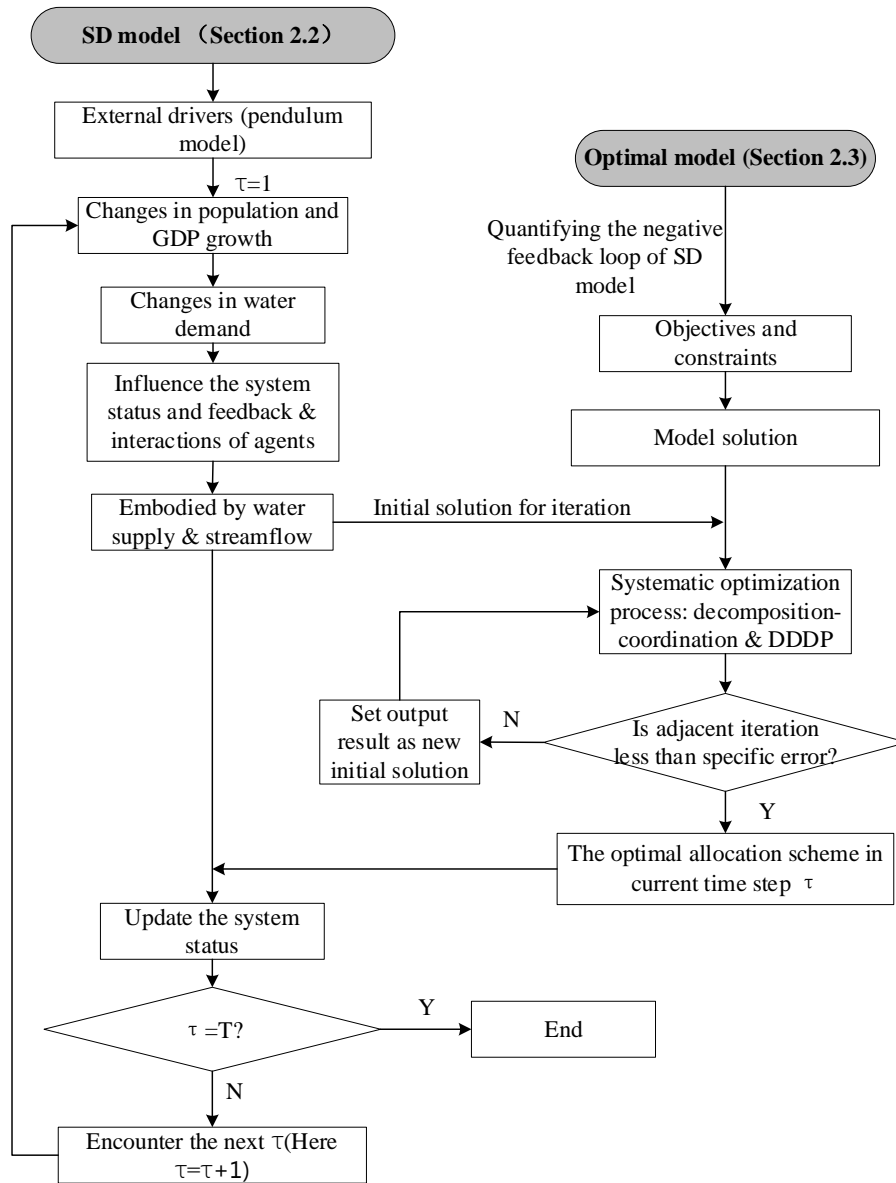 SD model （Section 2.2）
External drivers (pendulum
model)
τ=1
Changes in population and
GDP growth
Changes in water
demand
Influence the system
status and feedback &
interactions of agents
Embodied by water
supply & streamflow
Initial solution for iteration
Optimal model (Section 2.3)
Quantifying the negative
feedback loop of SD
model
Objectives and
constraints
Model solution
Systematic optimization
process: decomposition-
coordination & DDDP
Is adjacent iteration
less than specific error?
N
Set output
result as new
initial solution
Y
The optimal allocation scheme in
current time step τ
Update the system
status
τ =T?
Y
End
N
Encounter the next τ(Here
τ=τ+1)